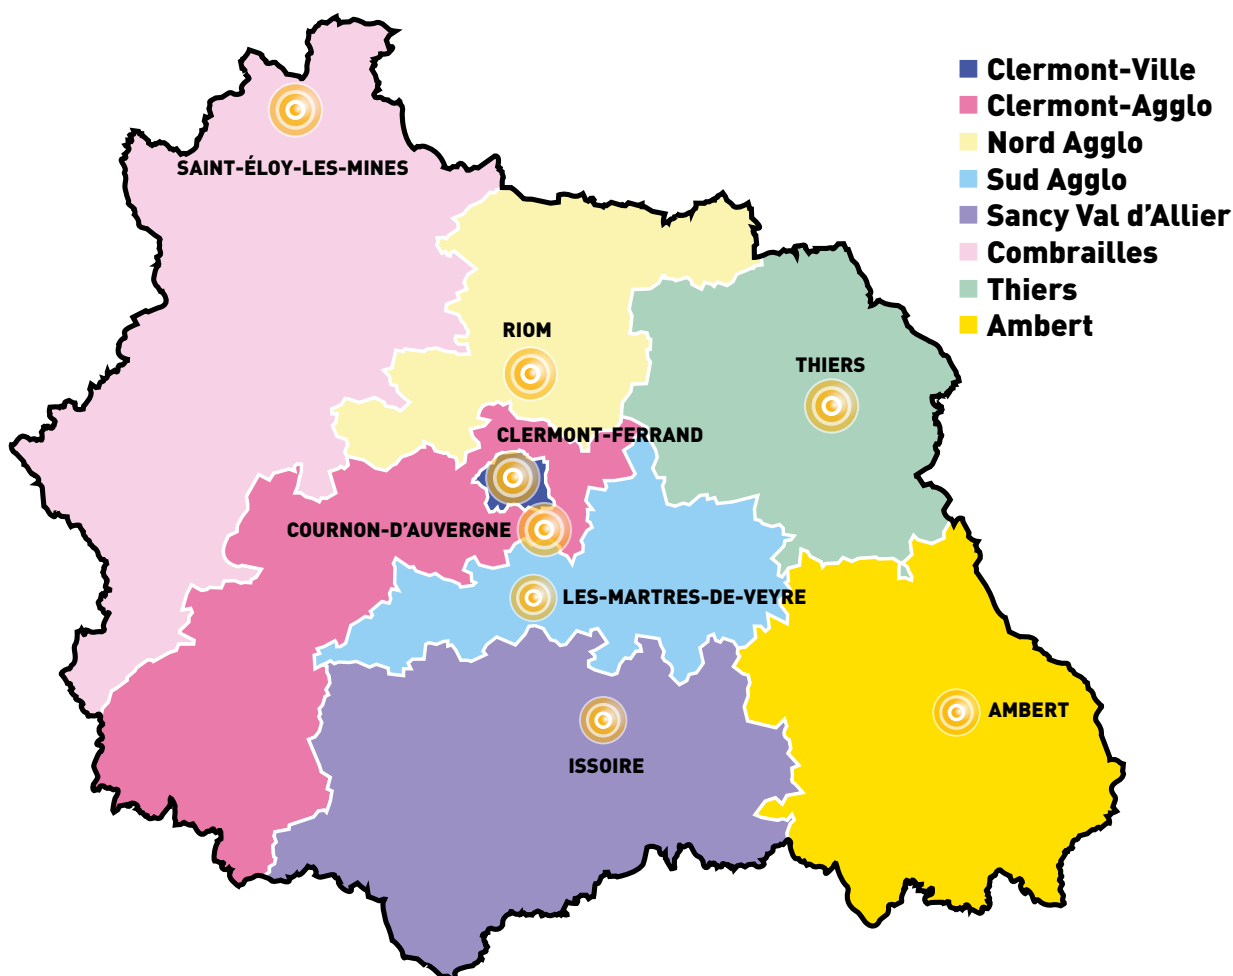 Clermont-Ville
Clermont-Agglo
Nord Agglo
Sud Agglo
Sancy Val d’Allier
Combrailles
Thiers
Ambert
SAINT-ÉLOY-LES-MINES
RIOM
THIERS
CLERMONT-FERRAND
COURNON-D’AUVERGNE
LES-MARTRES-DE-VEYRE
AMBERT
ISSOIRE